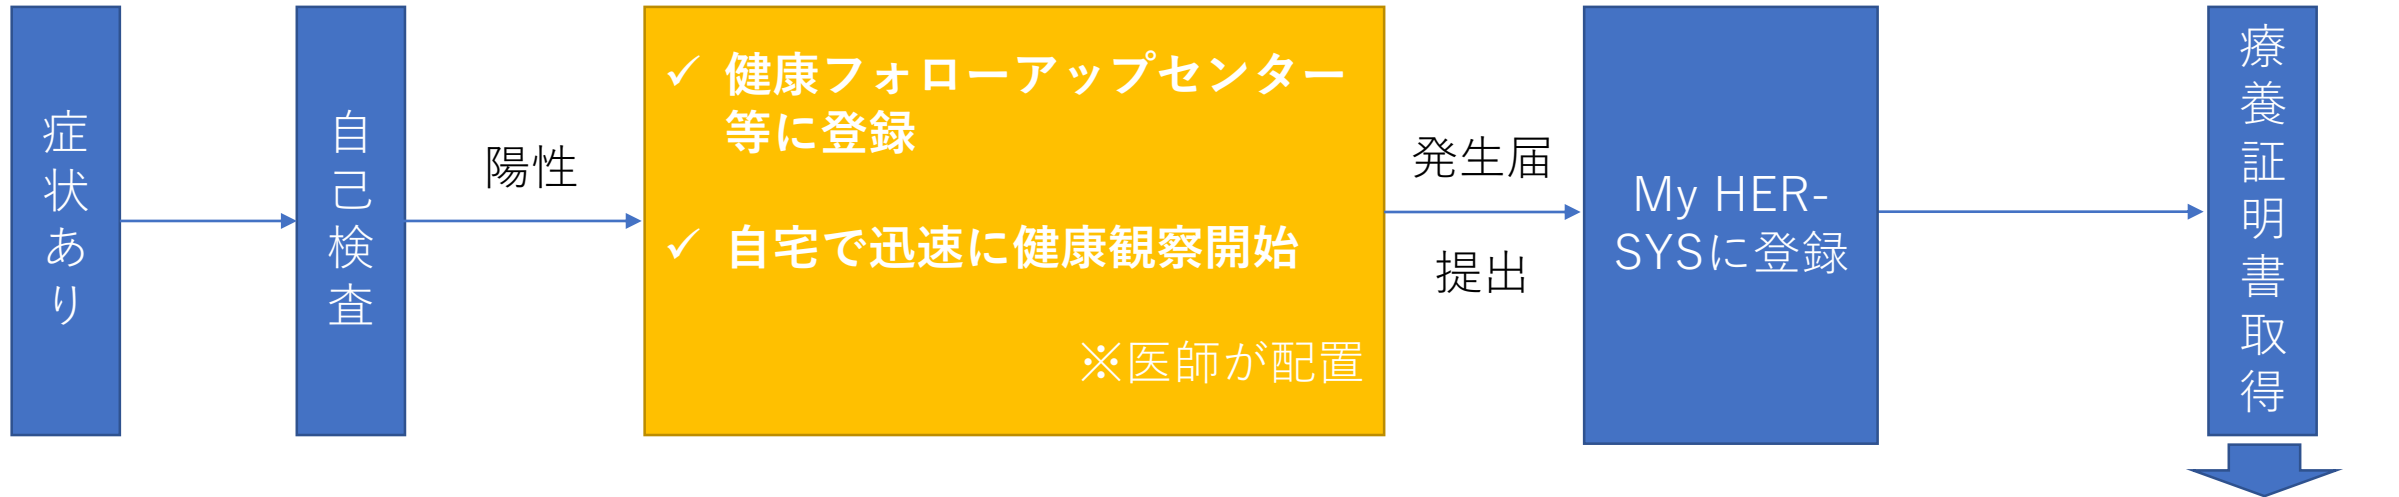 症状あり
自己検査
陽性
✓ 健康フォローアップセンター
等に登録
✓ 自宅で迅速に健康観察開始
※医師が配置
発生届
提出
My HER-
SYSに登録
療養証明書取得